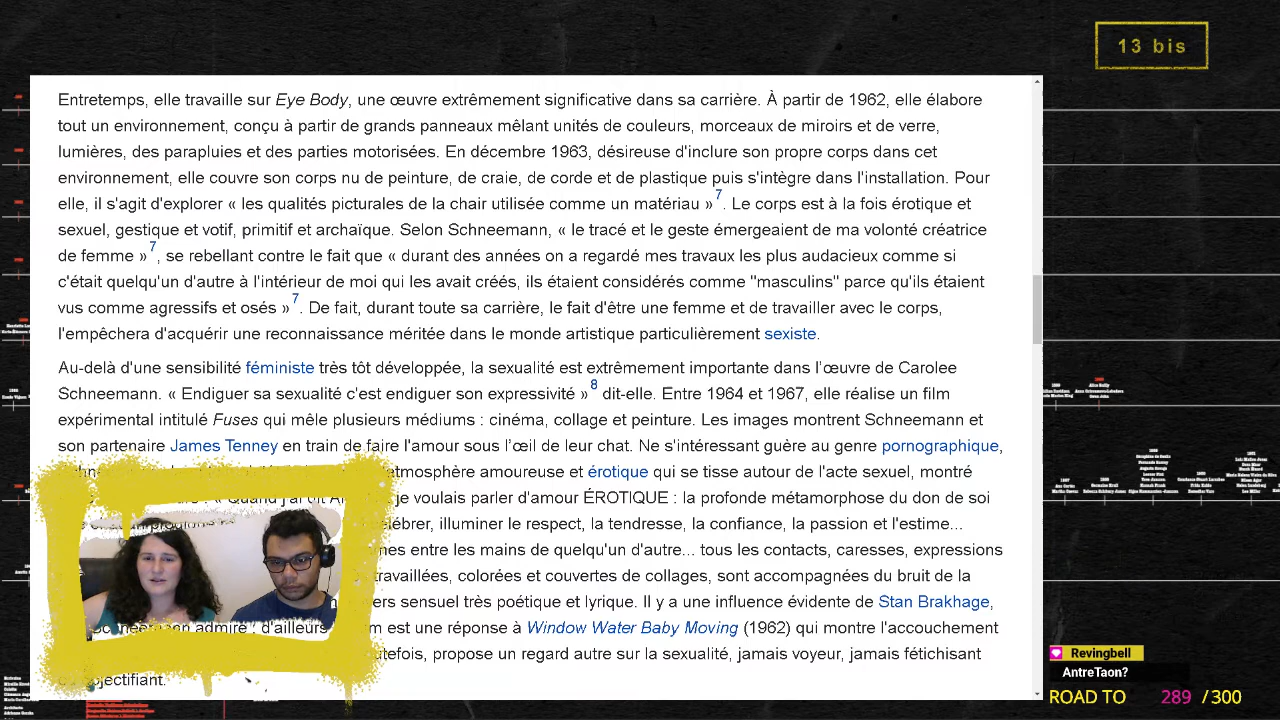 13 bis
Entretemps, elle travaille sur Eye Body, une œuvre extrêmement significative dans sa carrière. À partir de 1962, elle élabore
tout un environnement, conçu à partir de grands panneaux mêlant unités de couleurs, morceaux de miroirs et de verre,
lumières, des parapluies et des parties motorisées. En décembre 1963, désireuse d'inclure son propre corps dans cet
environnement, elle couvre son corps nu de peinture, de craie, de corde et de plastique puis s'intègre dans l'installation. Pour
elle, il s'agit d'explorer « les qualités picturales de la chair utilisée comme un matériau »7. Le corps est à la fois érotique et
sexuel, gestique et votif, primitif et archaïque. Selon Schneemann, « le tracé et le geste émergeaient de ma volonté créatrice
de femme »7, se rebellant contre le fait que « durant des années on a regardé mes travaux les plus audacieux comme si
c'était quelqu'un d'autre à l'intérieur de moi qui les avait créés, ils étaient considérés comme "masculins" parce qu'ils étaient
vus comme agressifs et osés »7. De fait, durant toute sa carrière, le fait d'être une femme et de travailler avec le corps,
l'empêchera d'acquérir une reconnaissance méritée dans le monde artistique particulièrement sexiste.
Au-delà d'une sensibilité féministe très tôt développée, la sexualité est extrêmement importante dans l'œuvre de Carolee
Schneemann. « Endiguer sa sexualité c'est endiguer son expressivité »8 dit-elle. Entre 1964 et 1967, elle réalise un film
expérimental intitulé Fuses qui mêle plusieurs médiums : cinéma, collage et peinture. Les images montrent Schneemann et
son partenaire James Tenney en train de faire l'amour sous l'œil de leur chat. Ne s'intéressant guère au genre pornographique,
atmosphère amoureuse et érotique qui se tisse autour de l'acte sexuel, montré
je voulais parler d'amour ÉROTIQUE : la profonde métamorphose du don de soi
célébrer, illuminer le respect, la tendresse, la confiance, la passion et l'estime...
entre les mains de quelqu'un d'autre... tous les contacts, caresses, expressions
travaillées, colorées et couvertes de collages, sont accompagnées du bruit de la
sensuel très poétique et lyrique. Il y a une influence évidente de Stan Brakhage,
admire ; d'ailleurs est une réponse à Window Water Baby Moving (1962) qui montre l'accouchement
propose un regard autre sur la sexualité, jamais voyeur, jamais fétichisant
Revingbell
AntreTaon?
ROAD TO 289 / 300